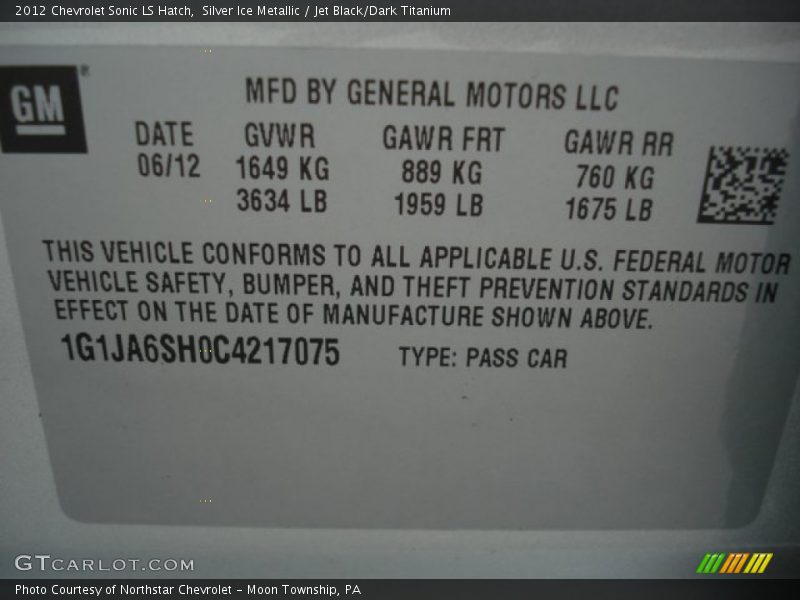 2012 Chevrolet Sonic LS Hatch,  Silver Ice Metallic / Jet Black/Dark Titanium
GM®
MFD BY GENERAL MOTORS LLC
DATE GVWR GAWR FRT GAWR RR
06/12 1649 KG 889 KG 760 KG
3634 LB 1959 LB 1675 LB
THIS VEHICLE CONFORMS TO ALL APPLICABLE U.S. FEDERAL MOTOR
VEHICLE SAFETY, BUMPER, AND THEFT PREVENTION STANDARDS IN
EFFECT ON THE DATE OF MANUFACTURE SHOWN ABOVE.
1G1JA6SH0C4217075 TYPE: PASS CAR
GTCARLOT.COM
Photo Courtesy of Northstar Chevrolet – Moon Township, PA